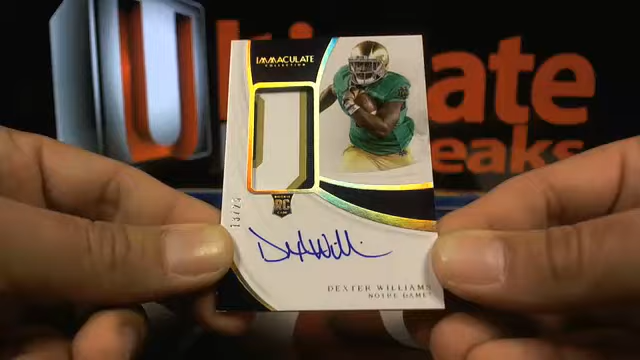 U
ate
eaks
IMMACULATE
COLLECTION
RC
DEXTER WILLIAMS
NOTRE DAME